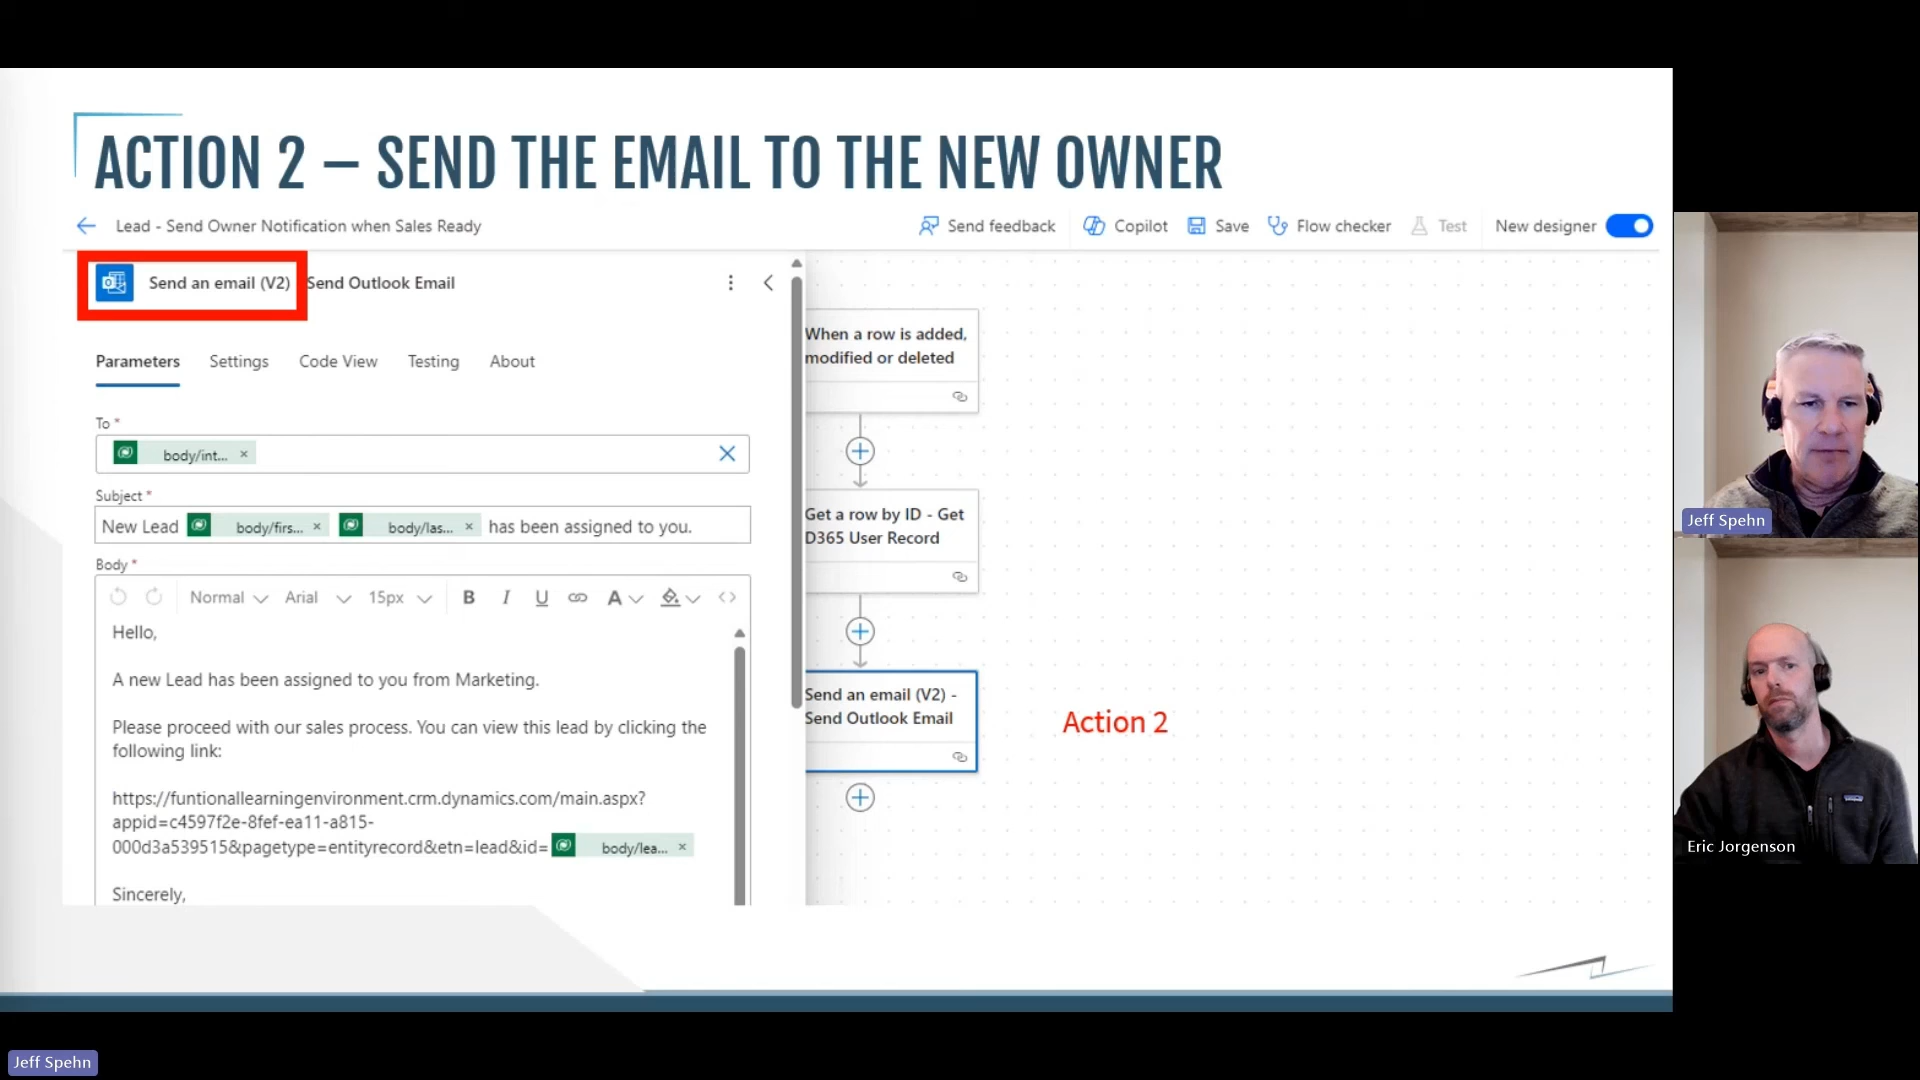 ACTION 2 – SEND THE EMAIL TO THE NEW OWNER
Lead - Send Owner Notification when Sales Ready
Send feedback
Copilot
Save
Flow checker
Test
New designer
Send an email (V2)
Send Outlook Email
Parameters
Settings
Code View
Testing
About
To *
body/int... ×
Subject *
New Lead body/firs... × body/las... × has been assigned to you.
Body *
Normal
Arial
15px
B I U A
Hello,
A new Lead has been assigned to you from Marketing.
Please proceed with our sales process. You can view this lead by clicking the
following link:
https://funtionallearningenvironment.crm.dynamics.com/main.aspx?
appid=c4597f2e-8fef-ea11-a815-
000d3a539515&pagetype=entityrecord&etn=lead&id= body/lea... ×
Sincerely,
When a row is added,
modified or deleted
Get a row by ID - Get
D365 User Record
Send an email (V2) -
Send Outlook Email
Action 2
Jeff Spehn
Eric Jorgenson
Jeff Spehn